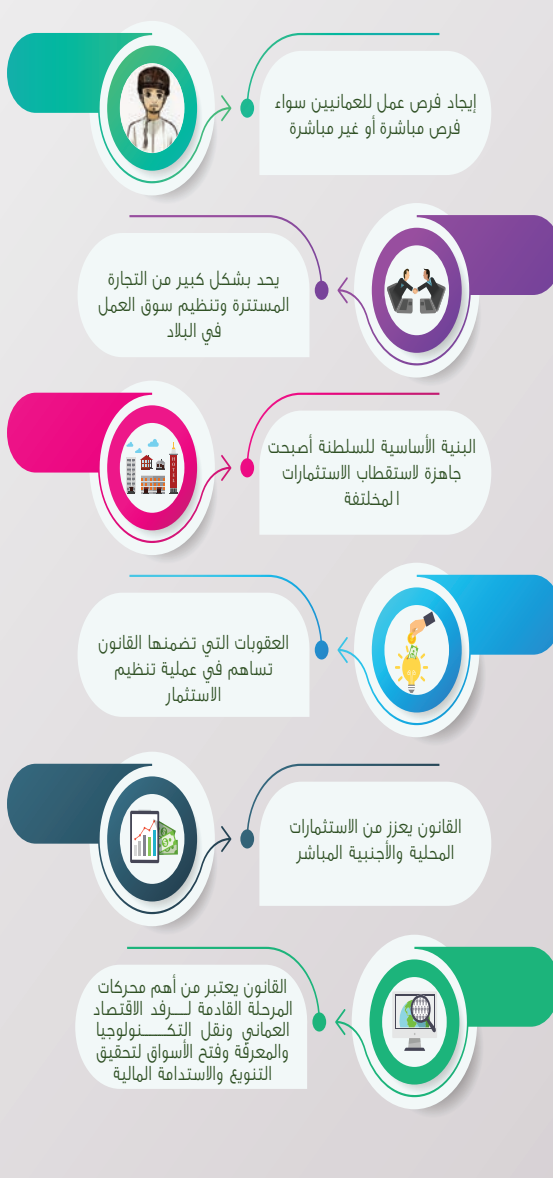 إيجاد فرص عمل للعمانيين سواء
فرص مباشرة أو غير مباشرة
يحد بشكل كبير من التجارة
المستترة وتنظيم سوق العمل
في البلاد
البنية الأساسية للسلطنة أصبحت
جاهزة لاستقطاب الاستثمارات
المخلتفة
العقوبات التي تضمنها القانون
تساهم في عملية تنظيم
الاستثمار
القانون يعزز من الاستثمارات
المحلية والأجنبية المباشر
القانون يعتبر من أهم محركات
المرحلة القادمة لـــرفد الاقتصاد
العماني ونقل التكـــــنولوجيا
والمعرفة وفتح الأسواق لتحقيق
التنويع والاستدامة المالية
HOTEL